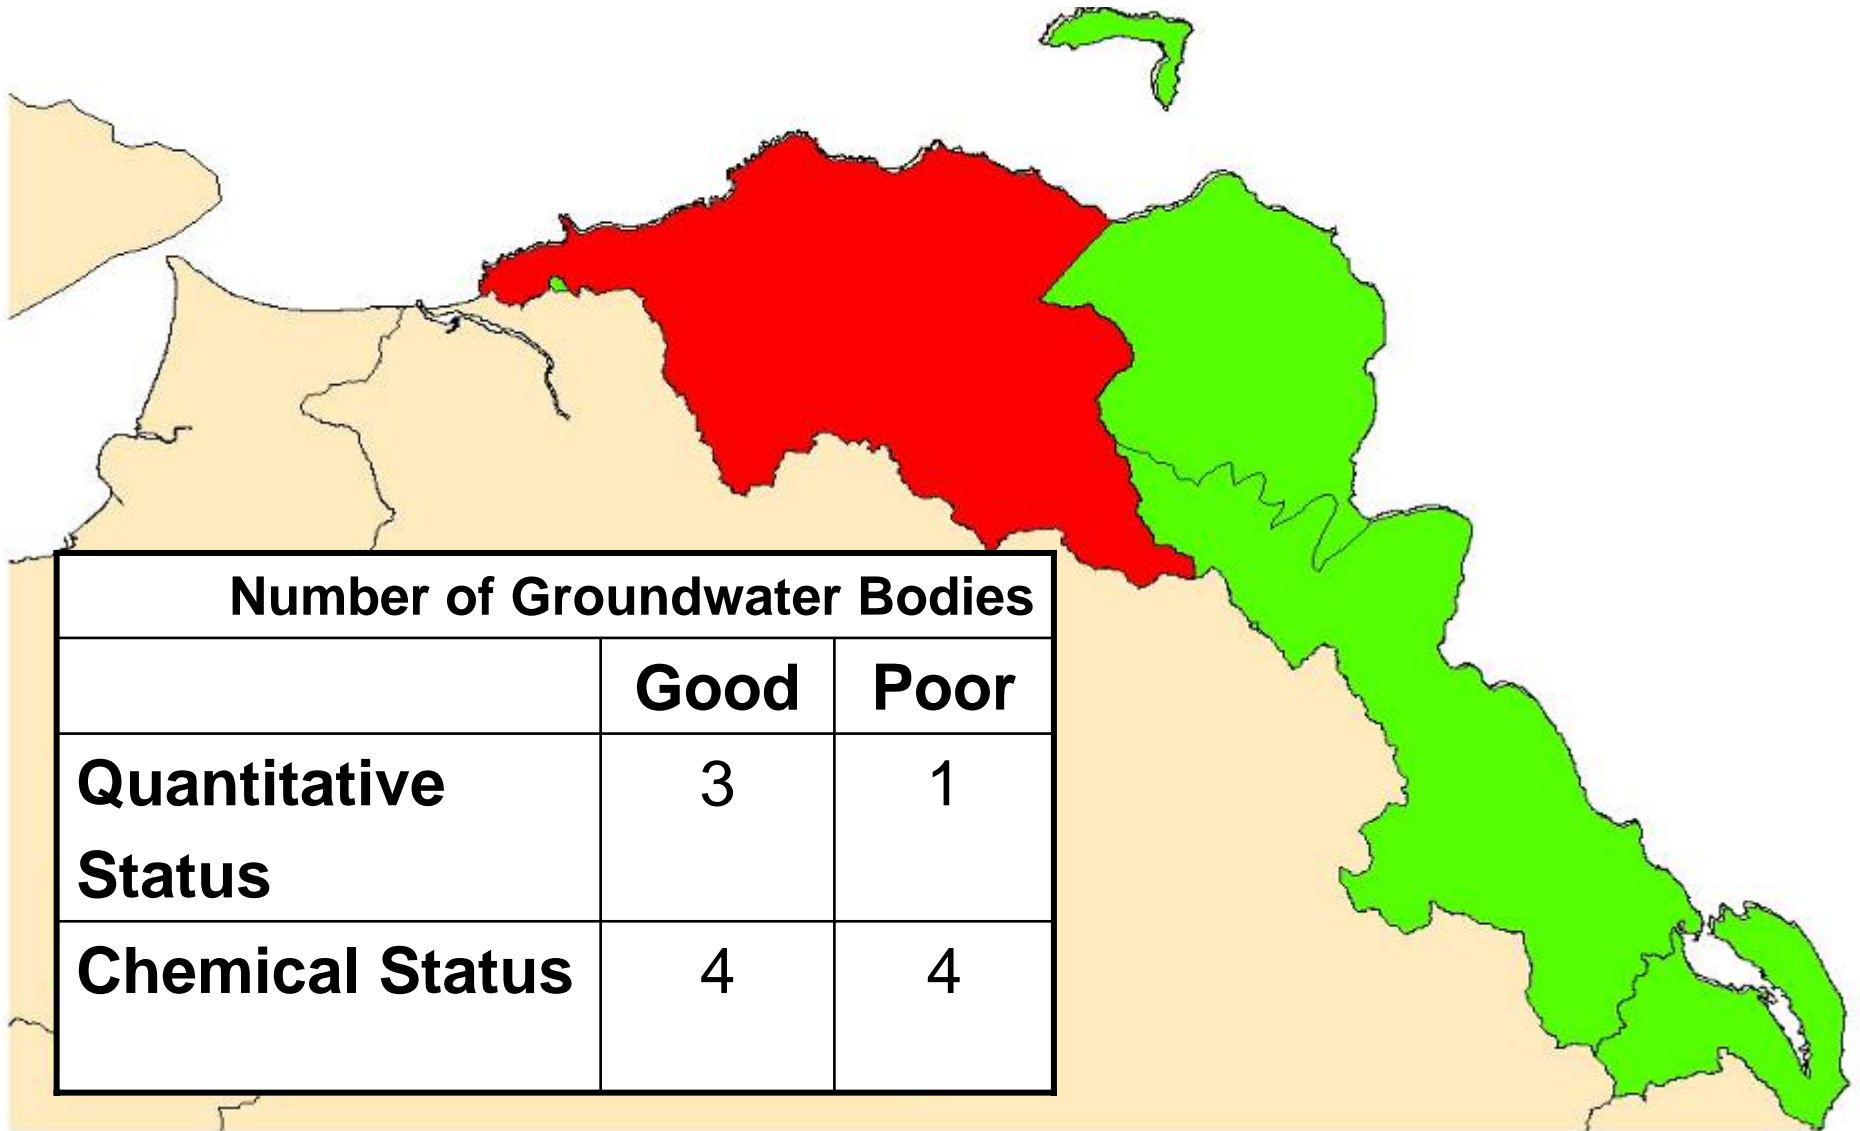 Number of Groundwater Bodies
Good Poor
Quantitative 3 1
Status
Chemical Status 4 4